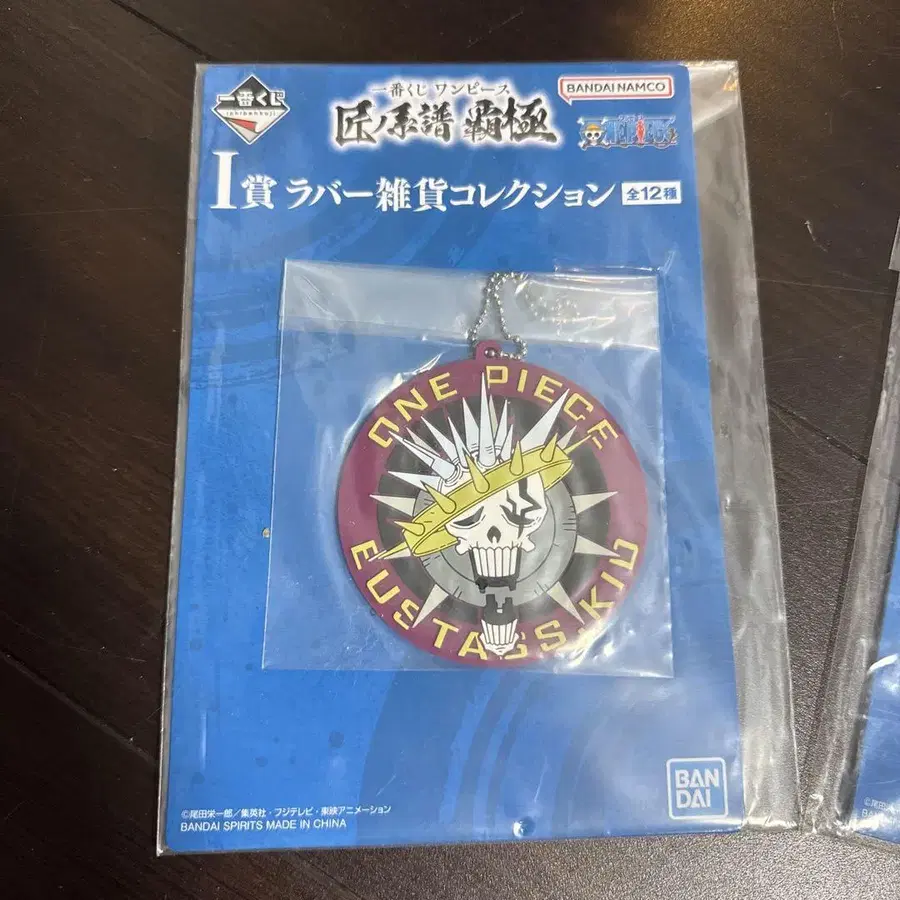 一番くじ
ichibankuji
一番くじ ワンピース
匠ノ系譜 覇極
BANDAI NAMCO
ONE PIECE
I賞 ラバー雑貨コレクション 全12種
ONE PIECE
EUSTASS.KID
BAN
DAI
©尾田栄一郎/集英社・フジテレビ・東映アニメーション
BANDAI SPIRITS MADE IN CHINA
©尾田
BANDAI